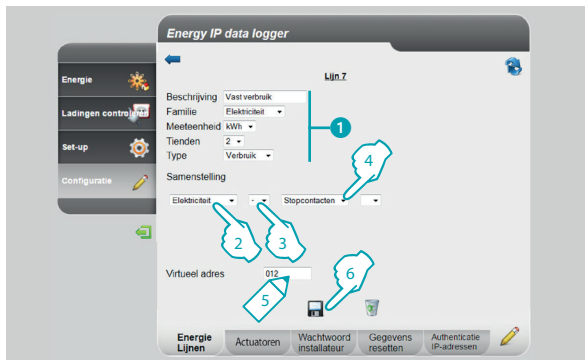 Energy IP data logger
Lijn 7
Energie
Ladingen controleren
Set-up
Configuratie
Beschrijving Vast verbruik
Familie Elektriciteit
Meeteenheid kWh
Tienden 2
Type Verbruik
1
Samenstelling
4
Elektriciteit - Stopcontacten
2
3
Virtueel adres 012
5
6
Energie Lijnen
Actuatoren
Wachtwoord installateur
Gegevens resetten
Authenticatie IP-adressen